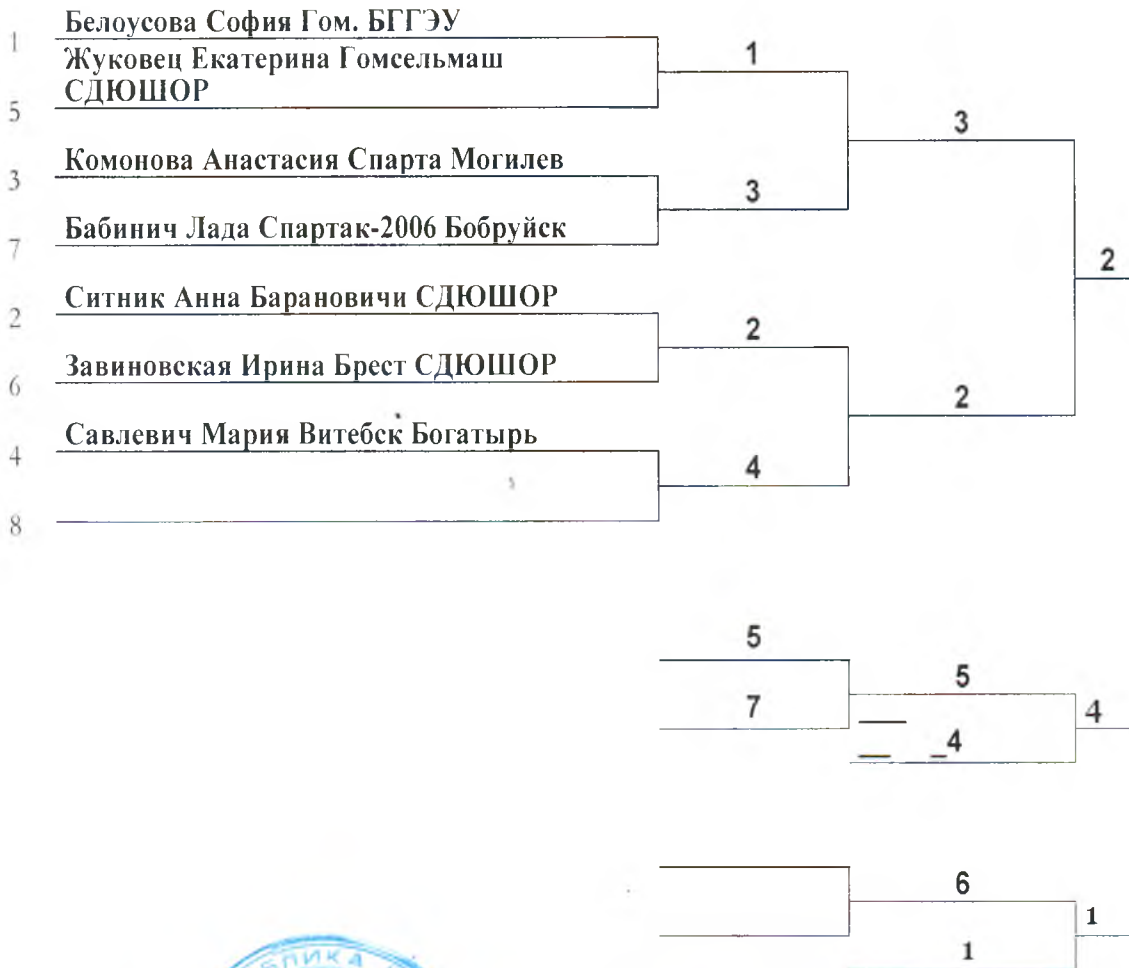 1 Белоусова София Гом. БГГЭУ
Жуковец Екатерина Гомсельмаш
5 СДЮШОР
1
3
3 Комонова Анастасия Спарта Могилев
3
7 Бабинич Лада Спартак-2006 Бобруйск
2
2 Ситник Анна Барановичи СДЮШОР
2
6 Завиновская Ирина Брест СДЮШОР
2
4 Савлевич Мария Витебск Богатырь
4
8
5
5
7
4
_4
6
1
1